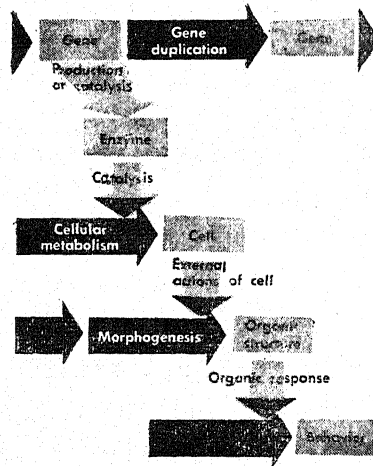 Gene
Gene
duplication
Gene
Production
or catalysis
Enzyme
Catalysis
Cellular
metabolism
Cell
External
actions of cell
Morphogenesis
Organic
structure
Organic response
Behavior